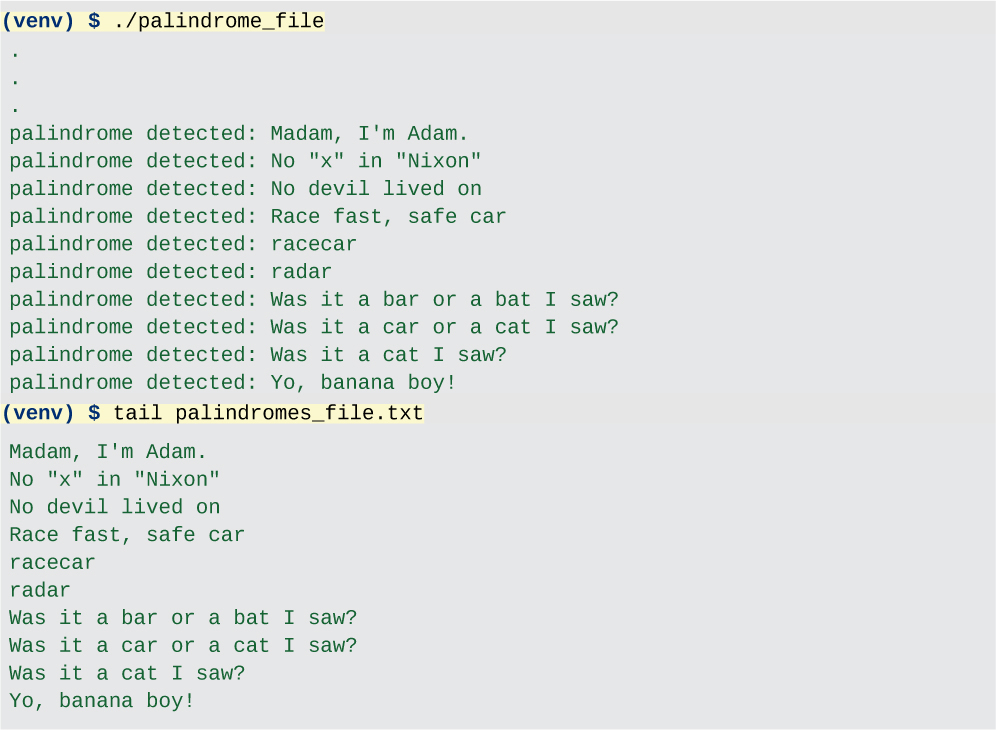 (venv) $ ./palindrome_file
.
.
.
palindrome detected: Madam, I'm Adam.
palindrome detected: No "x" in "Nixon"
palindrome detected: No devil lived on
palindrome detected: Race fast, safe car
palindrome detected: racecar
palindrome detected: radar
palindrome detected: Was it a bar or a bat I saw?
palindrome detected: Was it a car or a cat I saw?
palindrome detected: Was it a cat I saw?
palindrome detected: Yo, banana boy!
(venv) $ tail palindromes_file.txt
Madam, I'm Adam.
No "x" in "Nixon"
No devil lived on
Race fast, safe car
racecar
radar
Was it a bar or a bat I saw?
Was it a car or a cat I saw?
Was it a cat I saw?
Yo, banana boy!